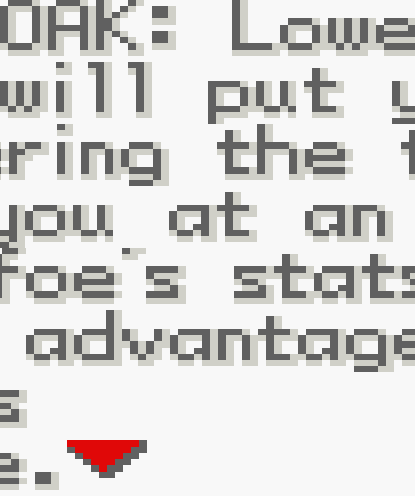 OAK: Lowe
will put y
ering the f
you at an
foe's stats
advantage
s
e.